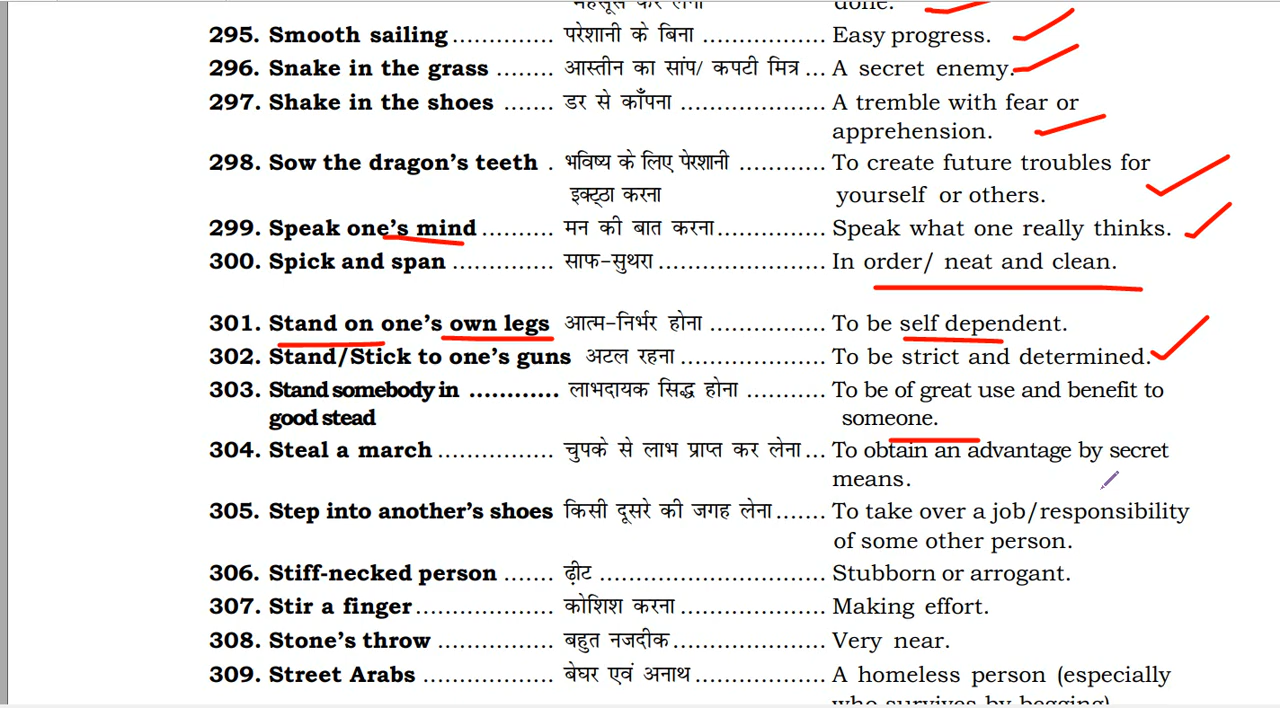 महसूस कर लेना done.
295. Smooth sailing ............. परेशानी के बिना ............... Easy progress.
296. Snake in the grass ........ आस्तीन का सांप/ कपटी मित्र ... A secret enemy.
297. Shake in the shoes ....... डर से काँपना .................. A tremble with fear or
apprehension.
298. Sow the dragon's teeth . भविष्य के लिए पेरशानी ............ To create future troubles for
इक्ट्ठा करना yourself or others.
299. Speak one's mind .......... मन की बात करना.............. Speak what one really thinks.
300. Spick and span ............. साफ-सुथरा ...................... In order/ neat and clean.
301. Stand on one's own legs आत्म-निर्भर होना ............... To be self dependent.
302. Stand/Stick to one's guns अटल रहना ................... To be strict and determined.
303. Stand somebody in ............ लाभदायक सिद्ध होना ........... To be of great use and benefit to
good stead someone.
304. Steal a march ............... चुपके से लाभ प्राप्त कर लेना ... To obtain an advantage by secret
means.
305. Step into another's shoes किसी दूसरे की जगह लेना ....... To take over a job/responsibility
of some other person.
306. Stiff-necked person ....... ढ़ीट .............................. Stubborn or arrogant.
307. Stir a finger .................. कोशिश करना ................... Making effort.
308. Stone's throw ............... बहुत नजदीक.................... Very near.
309. Street Arabs ................. बेघर एवं अनाथ ................. A homeless person (especially
who survives by begging)